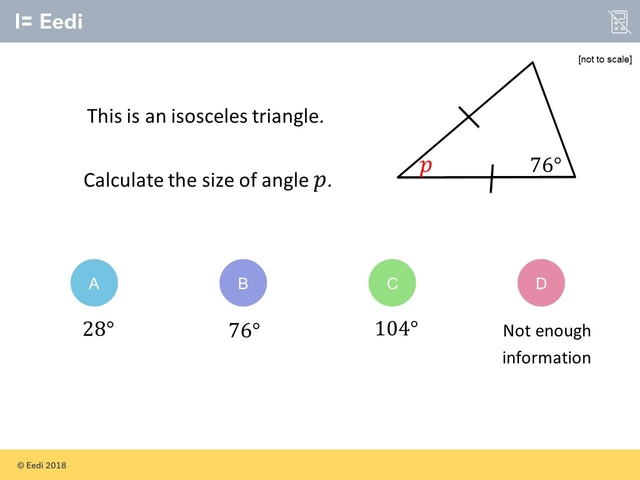 I= Eedi
[not to scale]
This is an isosceles triangle.
p
76°
Calculate the size of angle p.
A
B
C
D
28°
76°
104°
Not enough
information
© Eedi 2018